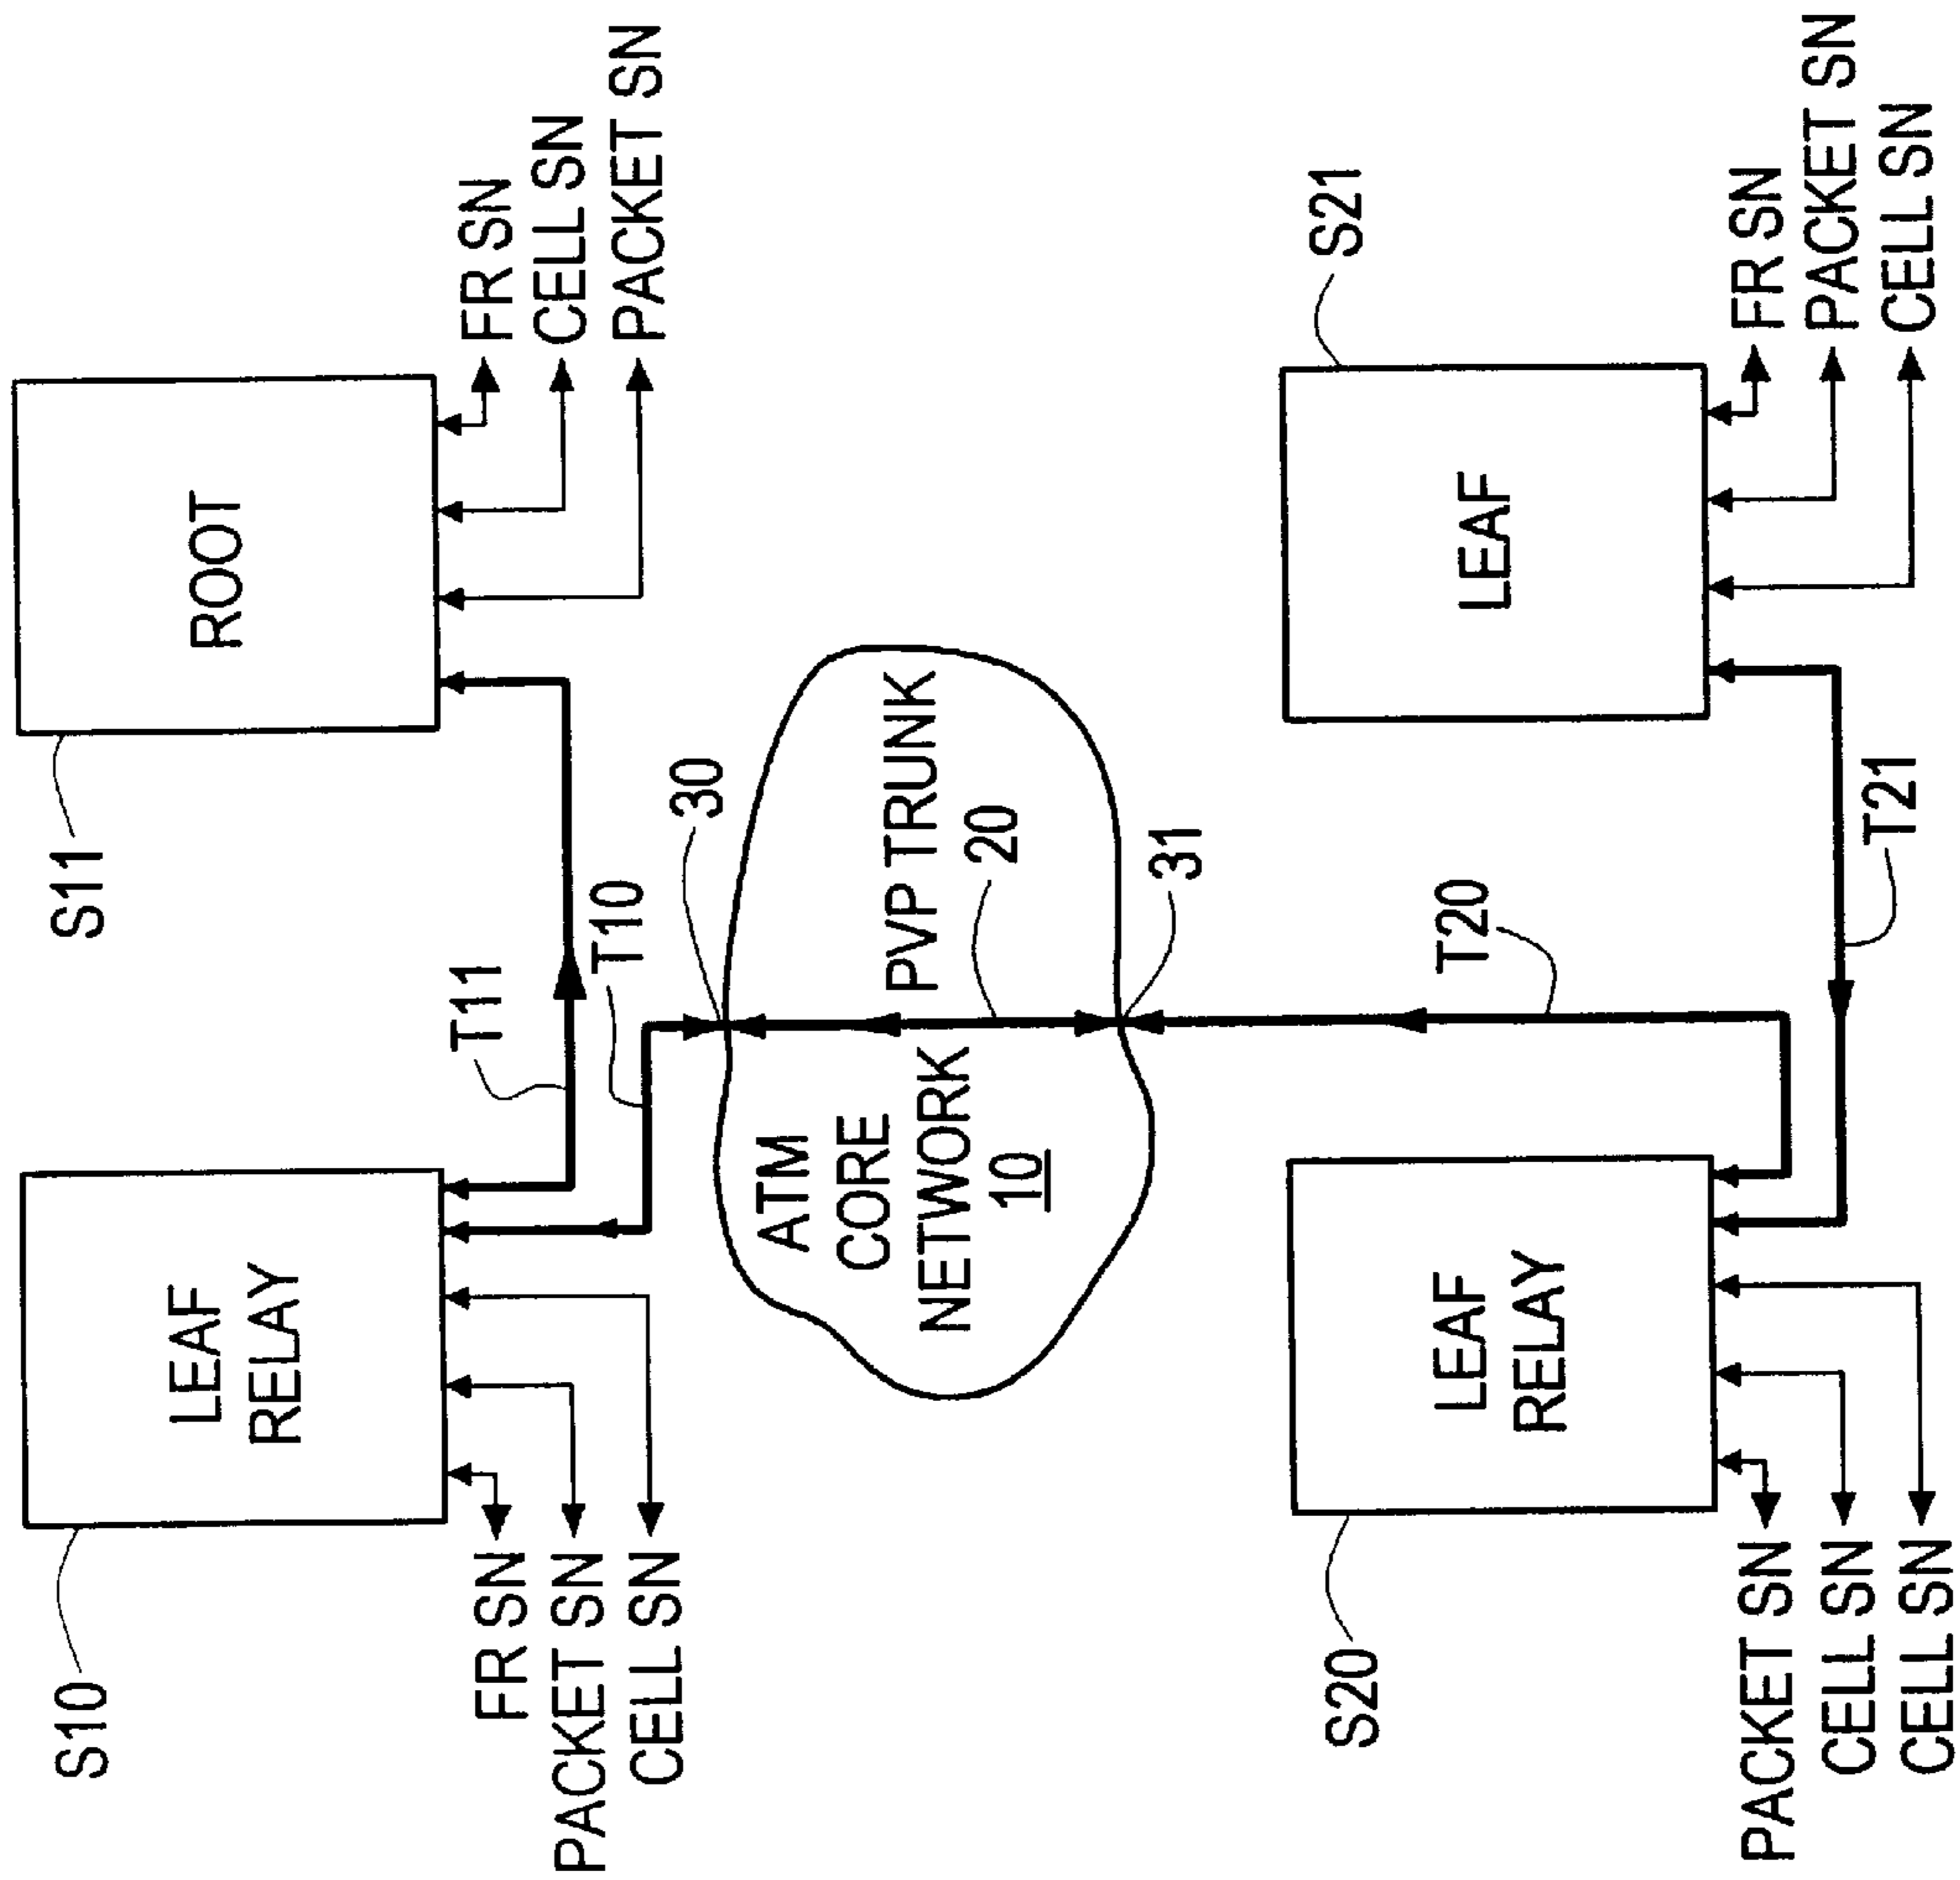 S10
LEAF
RELAY
FR SN
PACKET SN
CELL SN
S11
ROOT
FR SN
CELL SN
PACKET SN
T11
T10
30
ATM
CORE
NETWORK
10
PVP TRUNK
20
31
T20
S20
LEAF
RELAY
PACKET SN
CELL SN
CELL SN
S21
LEAF
FR SN
PACKET SN
CELL SN
T21